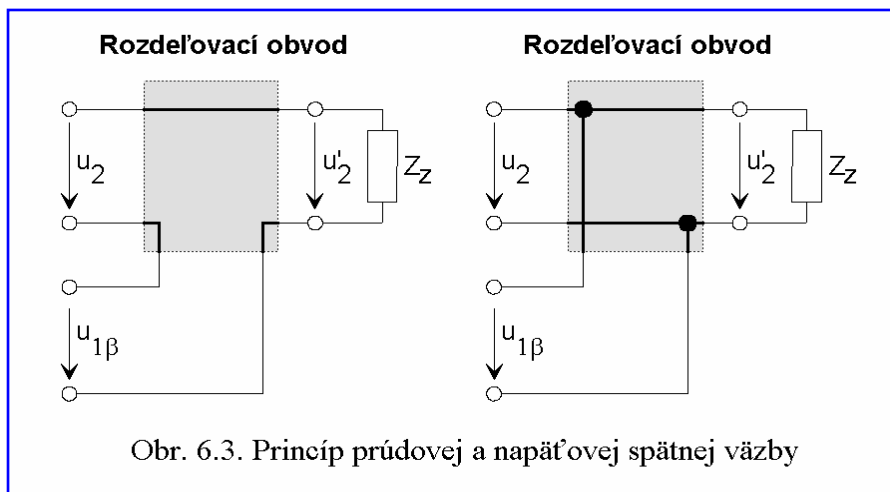 Rozdeľovací obvod
u2
u'2
Zz
u1β
Rozdeľovací obvod
u2
u'2
Zz
u1β
Obr. 6.3. Princíp prúdovej a napäťovej spätnej väzby